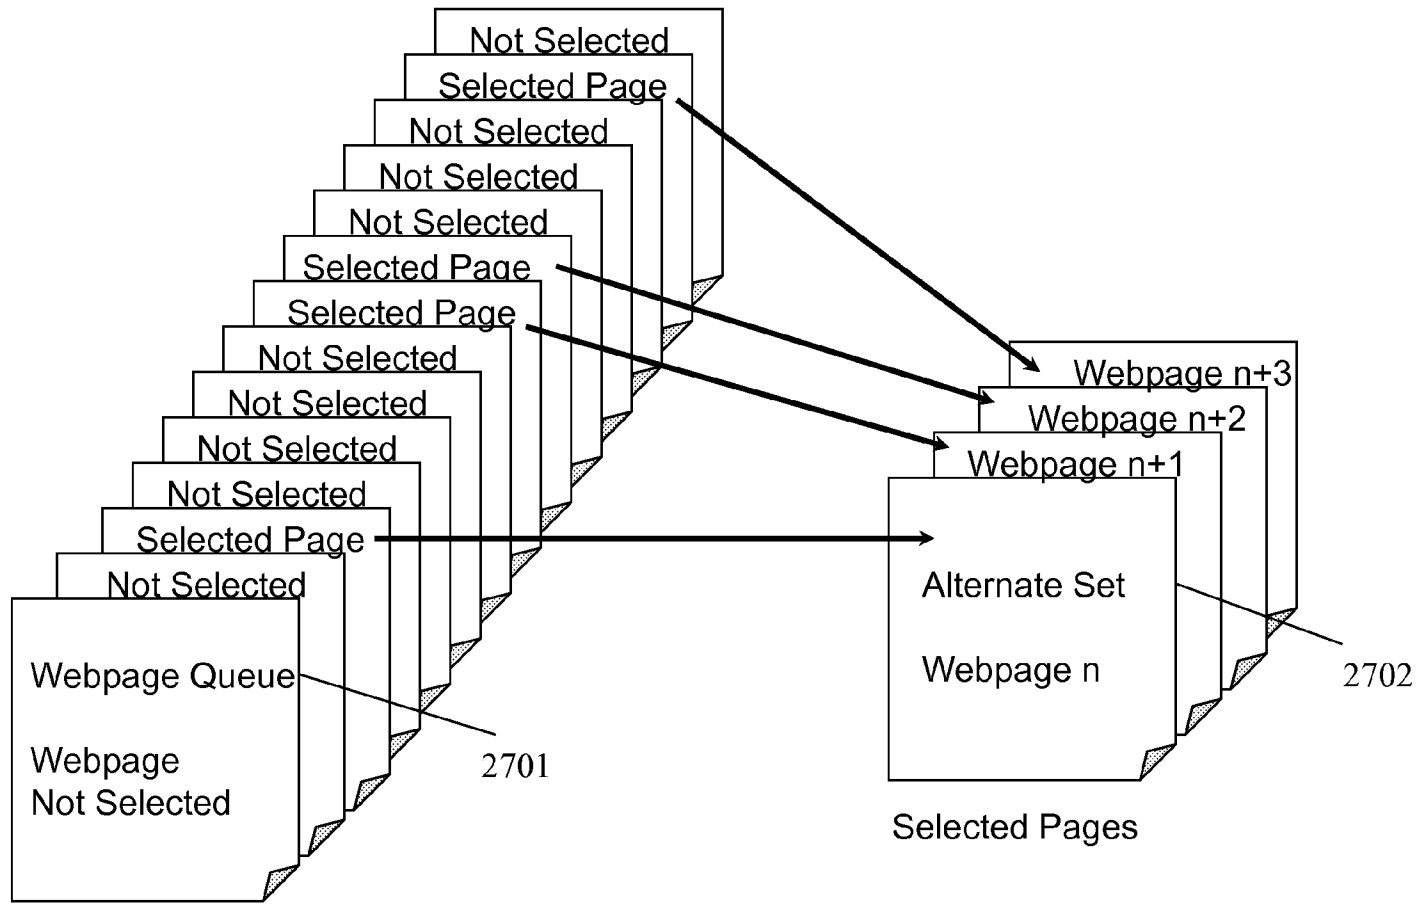 Not Selected
Selected Page
Not Selected
Not Selected
Not Selected
Selected Page
Selected Page
Not Selected
Not Selected
Not Selected
Not Selected
Selected Page
Not Selected
Webpage Queue
Webpage
Not Selected
2701
Webpage n+3
Webpage n+2
Webpage n+1
Alternate Set
Webpage n
2702
Selected Pages